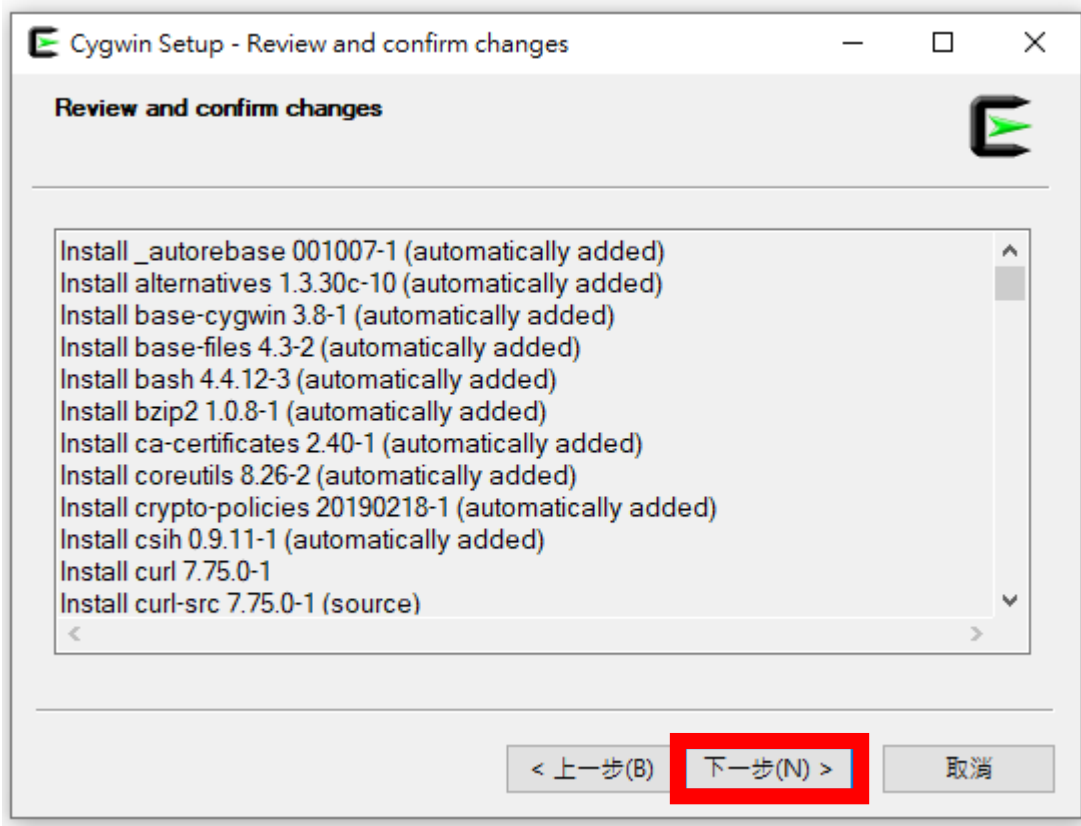 Cygwin Setup - Review and confirm changes
Review and confirm changes
Install _autorebase 001007-1 (automatically added)
Install alternatives 1.3.30c-10 (automatically added)
Install base-cygwin 3.8-1 (automatically added)
Install base-files 4.3-2 (automatically added)
Install bash 4.4.12-3 (automatically added)
Install bzip2 1.0.8-1 (automatically added)
Install ca-certificates 2.40-1 (automatically added)
Install coreutils 8.26-2 (automatically added)
Install crypto-policies 20190218-1 (automatically added)
Install csih 0.9.11-1 (automatically added)
Install curl 7.75.0-1
Install curl-src 7.75.0-1 (source)
< 上一步(B) 下一步(N) > 取消